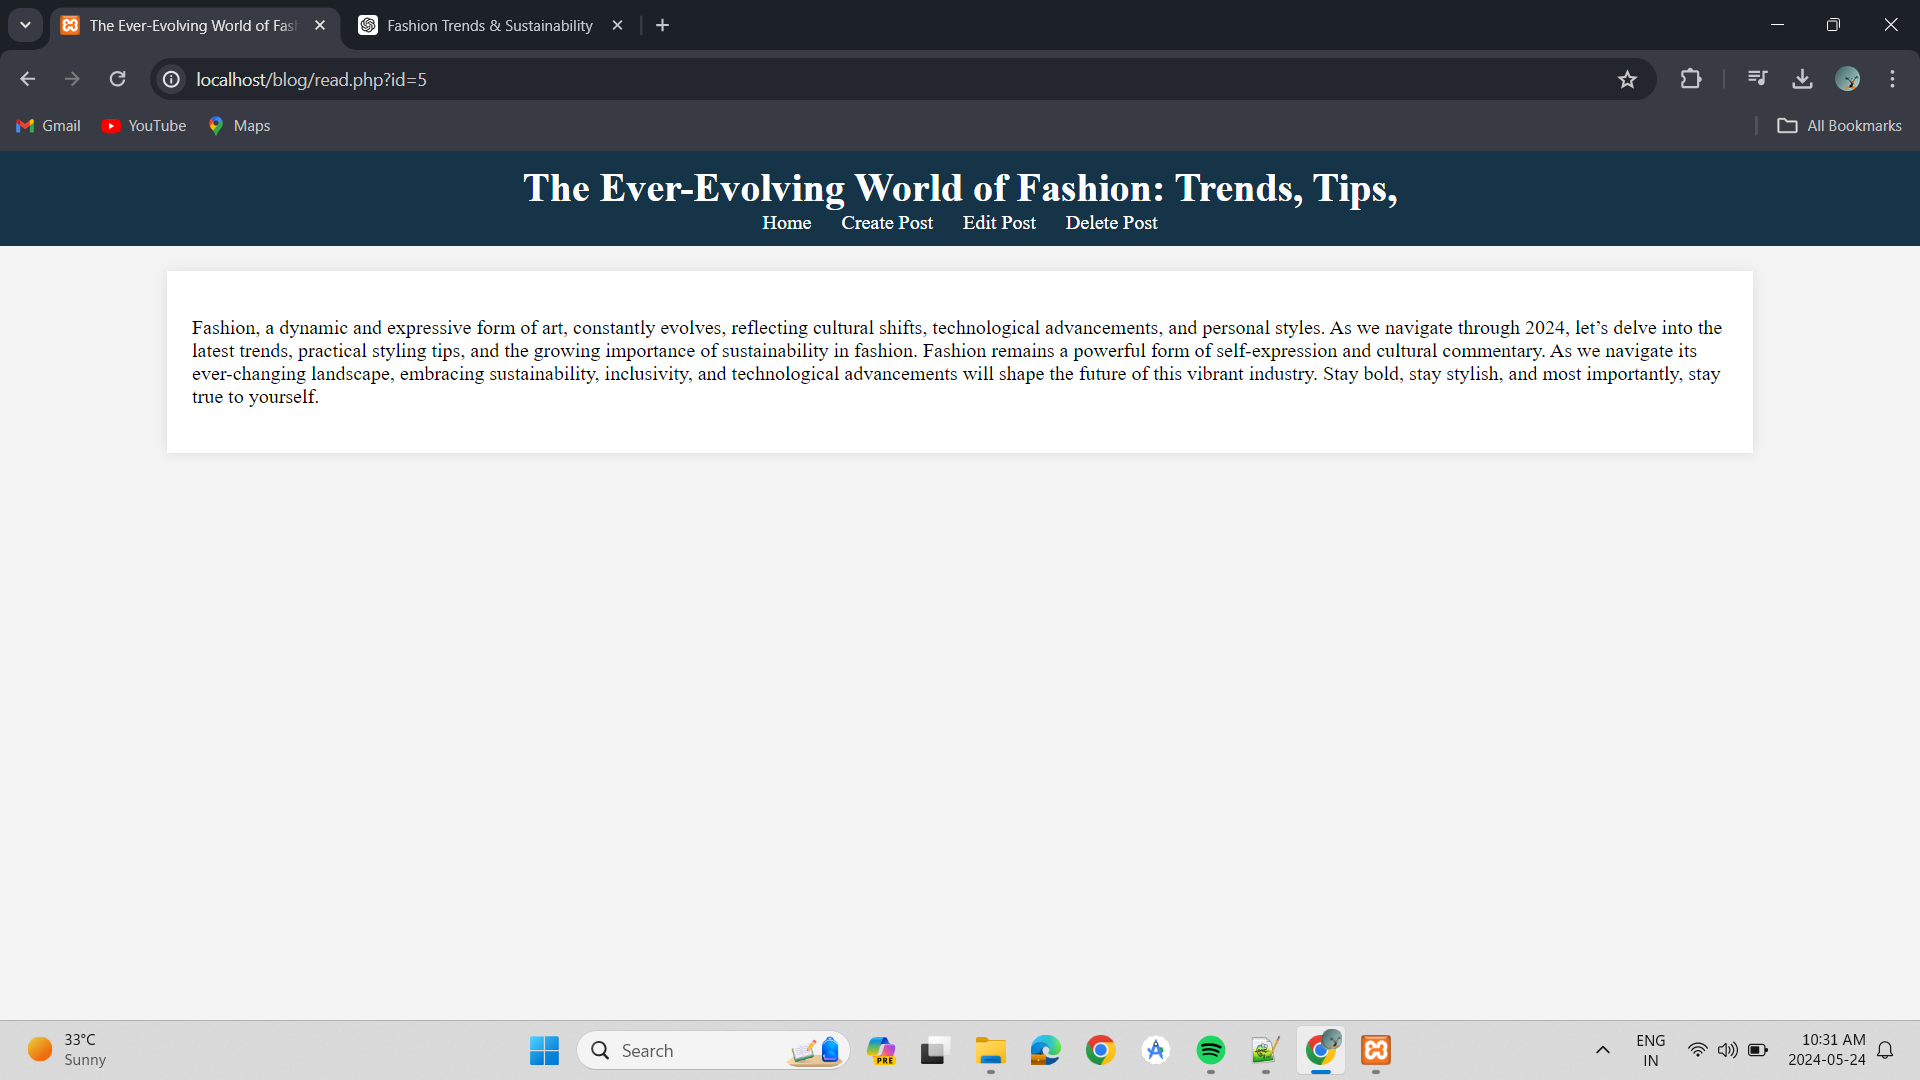 The Ever-Evolving World of Fas
Fashion Trends & Sustainability
localhost/blog/read.php?id=5
Gmail YouTube Maps All Bookmarks
The Ever-Evolving World of Fashion: Trends, Tips,
Home Create Post Edit Post Delete Post
Fashion, a dynamic and expressive form of art, constantly evolves, reflecting cultural shifts, technological advancements, and personal styles. As we navigate through 2024, let’s delve into the
latest trends, practical styling tips, and the growing importance of sustainability in fashion. Fashion remains a powerful form of self-expression and cultural commentary. As we navigate its
ever-changing landscape, embracing sustainability, inclusivity, and technological advancements will shape the future of this vibrant industry. Stay bold, stay stylish, and most importantly, stay
true to yourself.
33°C
Sunny
Search
PRE
ENG
IN
10:31 AM
2024-05-24